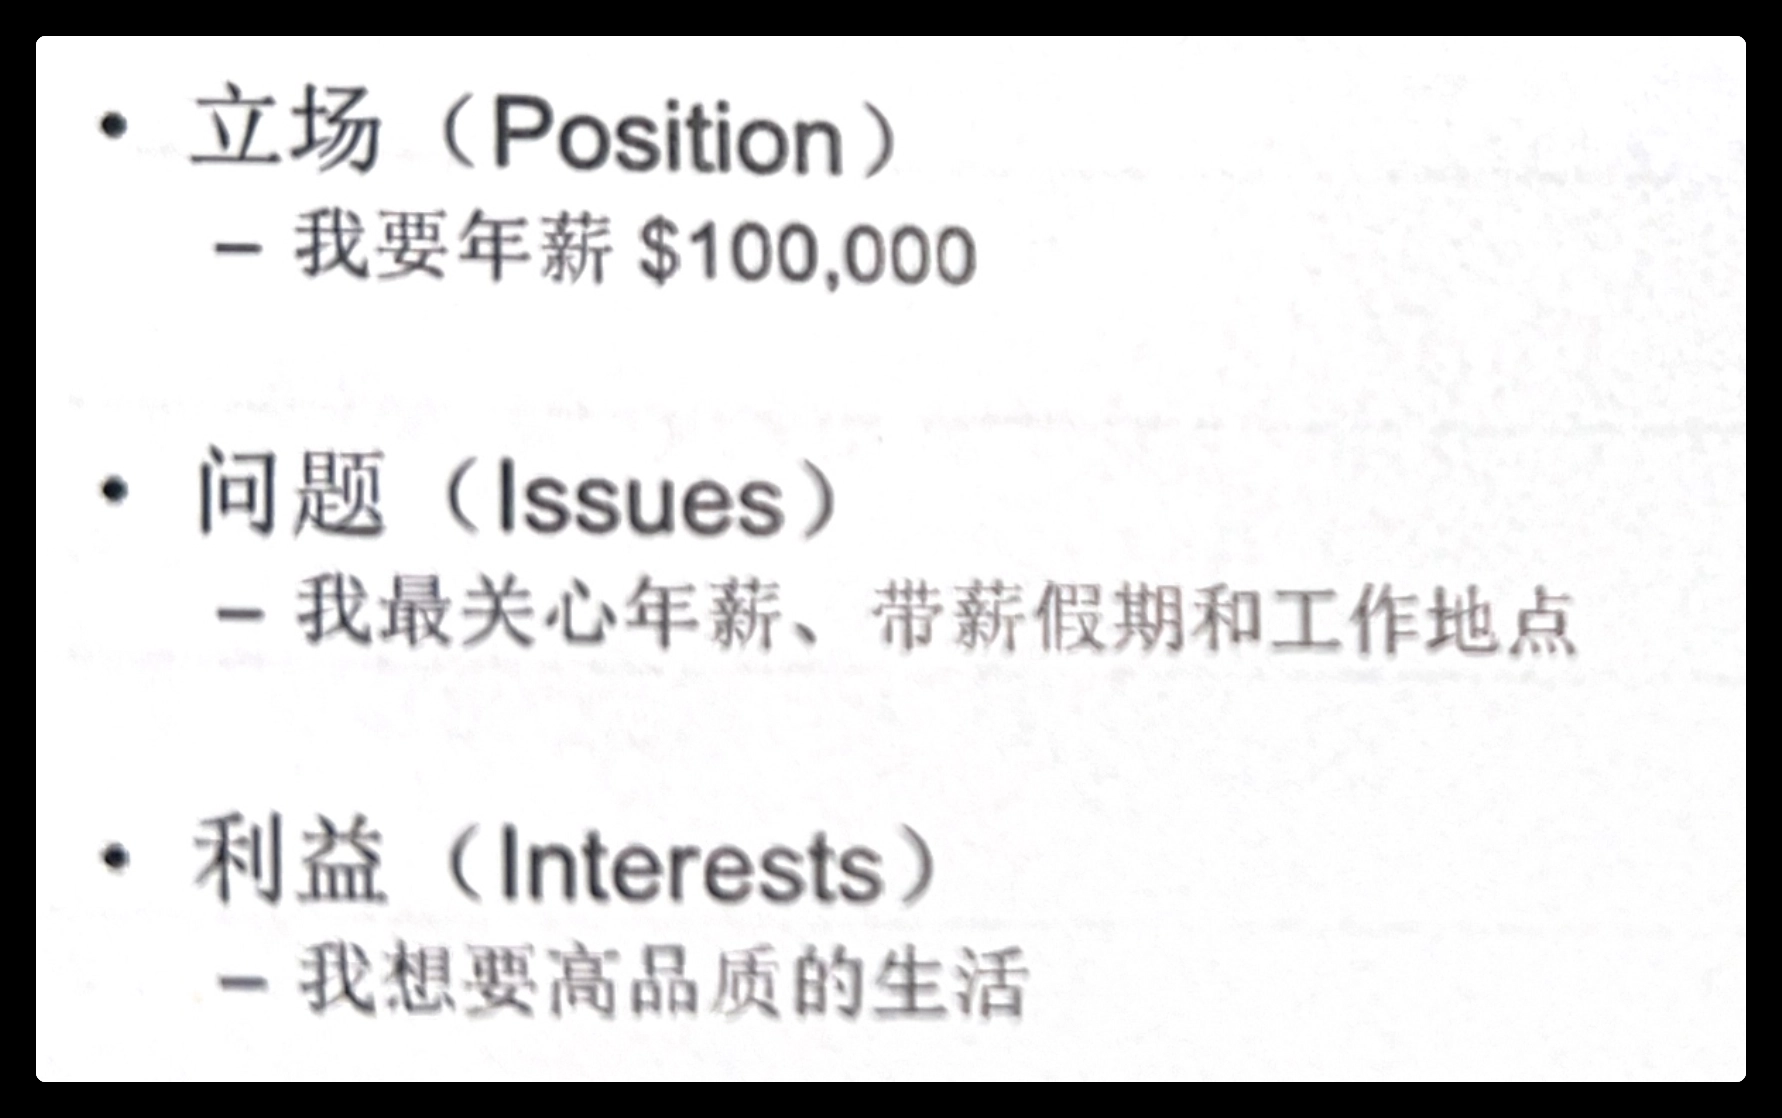 • 立场（Position）
– 我要年薪 $100,000
• 问题（Issues）
– 我最关心年薪、带薪假期和工作地点
• 利益（Interests）
– 我想要高品质的生活